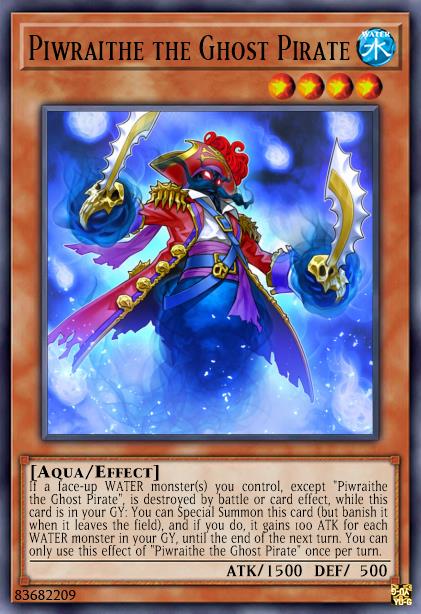 Piwraithe the Ghost Pirate
WATER
水
[Aqua/Effect]
If a face-up WATER monster(s) you control, except "Piwraithe
the Ghost Pirate", is destroyed by battle or card effect, while this
card is in your GY: You can Special Summon this card (but banish it
when it leaves the field), and if you do, it gains 100 ATK for each
WATER monster in your GY, until the end of the next turn. You can
only use this effect of "Piwraithe the Ghost Pirate" once per turn.
ATK/1500 DEF/ 500
83682209